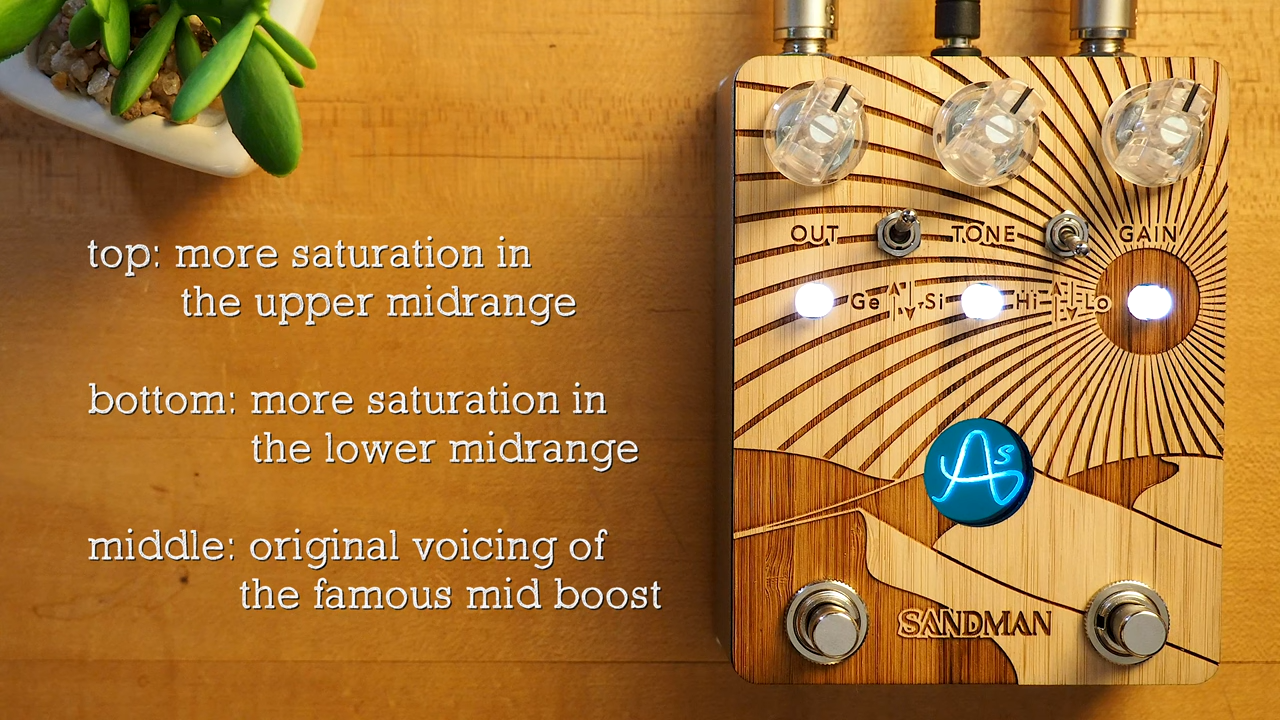 top: more saturation in
the upper midrange
bottom: more saturation in
the lower midrange
middle: original voicing of
the famous mid boost
OUT TONE GAIN
Ge Si Hi Lo
As
SANDMAN